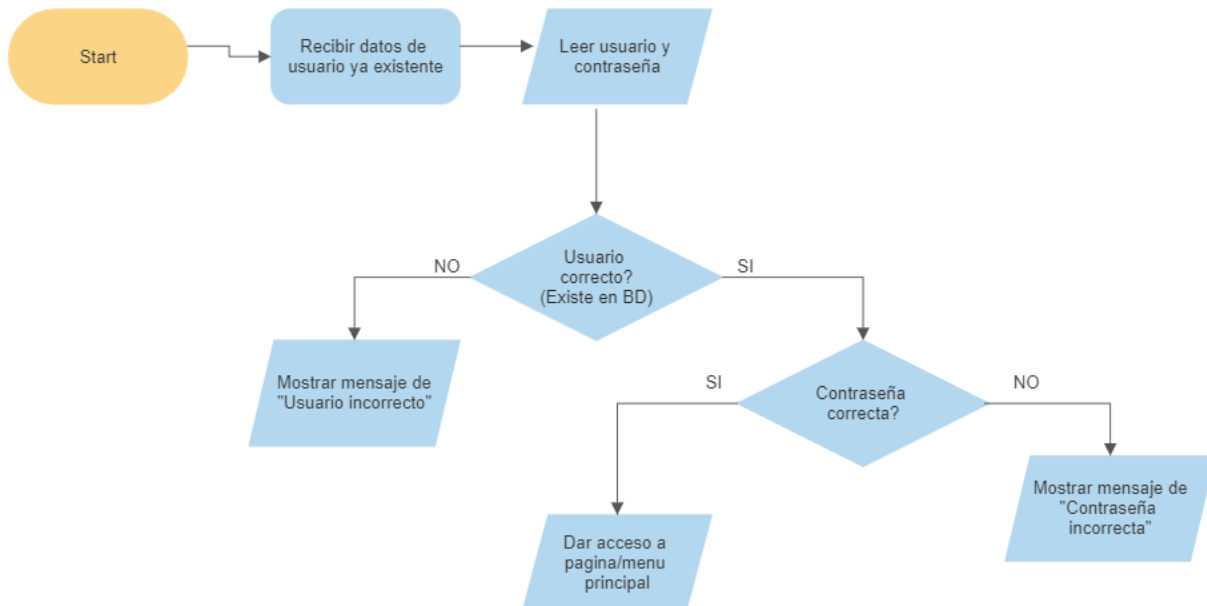 Start
Recibir datos de
usuario ya existente
Leer usuario y
contraseña
Usuario
correcto?
(Existe en BD)
NO
SI
Mostrar mensaje de
"Usuario incorrecto"
Contraseña
correcta?
SI
NO
Dar acceso a
pagina/menu
principal
Mostrar mensaje de
"Contraseña
incorrecta"